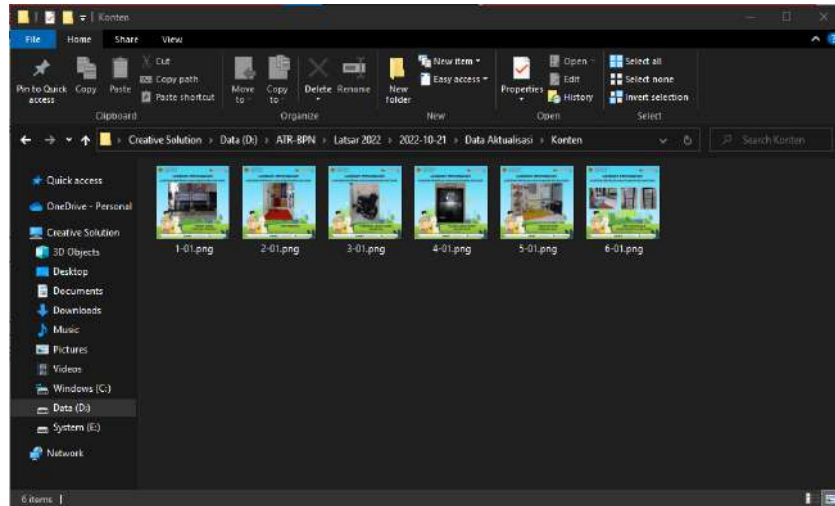 Konten
File Home Share View
Pin to Quick access
Copy
Paste
Cut
Copy path
Paste shortcut
Clipboard
Move to
Copy to
Delete
Rename
Organize
New folder
New item
Easy access
New
Properties
Open
Edit
History
Open
Select all
Select none
Invert selection
Select
Creative Solution > Data (D:) > ATR-BPN > Latsar 2022 > 2022-10-21 > Data Aktualisasi > Konten
Search Konten
Quick access
OneDrive - Personal
Creative Solution
3D Objects
Desktop
Documents
Downloads
Music
Pictures
Videos
Windows (C:)
Data (D:)
System (E:)
Network
1-01.png
2-01.png
3-01.png
4-01.png
5-01.png
6-01.png
6 items